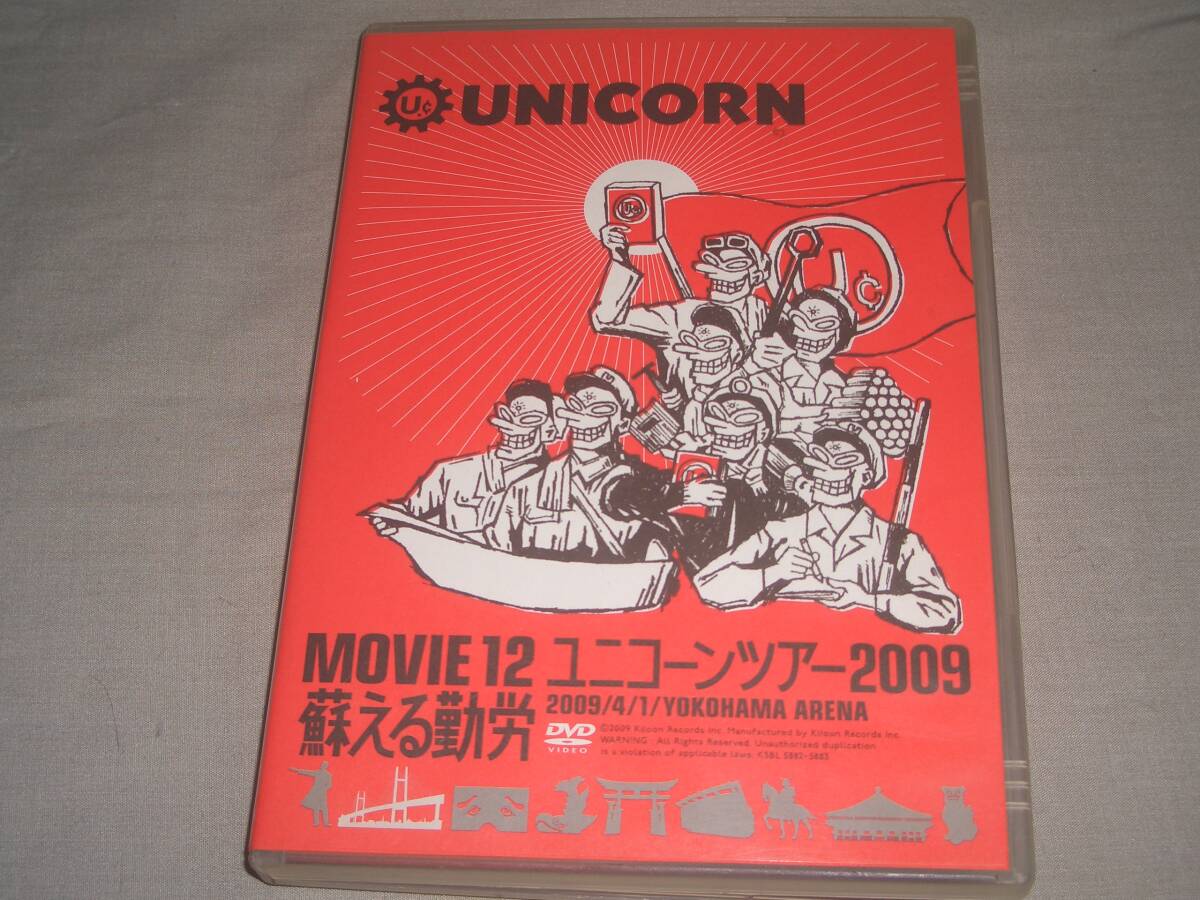 U.¢ UNICORN
U¢
U¢
U.¢
MOVIE 12 ユニコーンツアー2009
蘇える勤労 2009/4/1/YOKOHAMA ARENA
DVD VIDEO
©2009 Ki/oon Records Inc. Manufactured by Ki/oon Records Inc.
WARNING All Rights Reserved. Unauthorized duplication
is a violation of applicable laws. KSBL 5882-5883